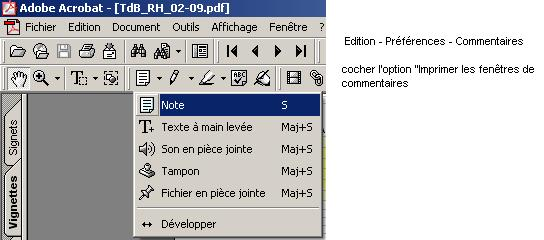 Adobe Acrobat - [TdB_RH_02-09.pdf]
Fichier Edition Document Outils Affichage Fenêtre ?
Edition - Préférences - Commentaires
cocher l'option "Imprimer les fenêtres de
commentaires
Note S
Texte à main levée Maj+S
Son en pièce jointe Maj+S
Tampon Maj+S
Fichier en pièce jointe Maj+S
Développer
Signets
Vignettes